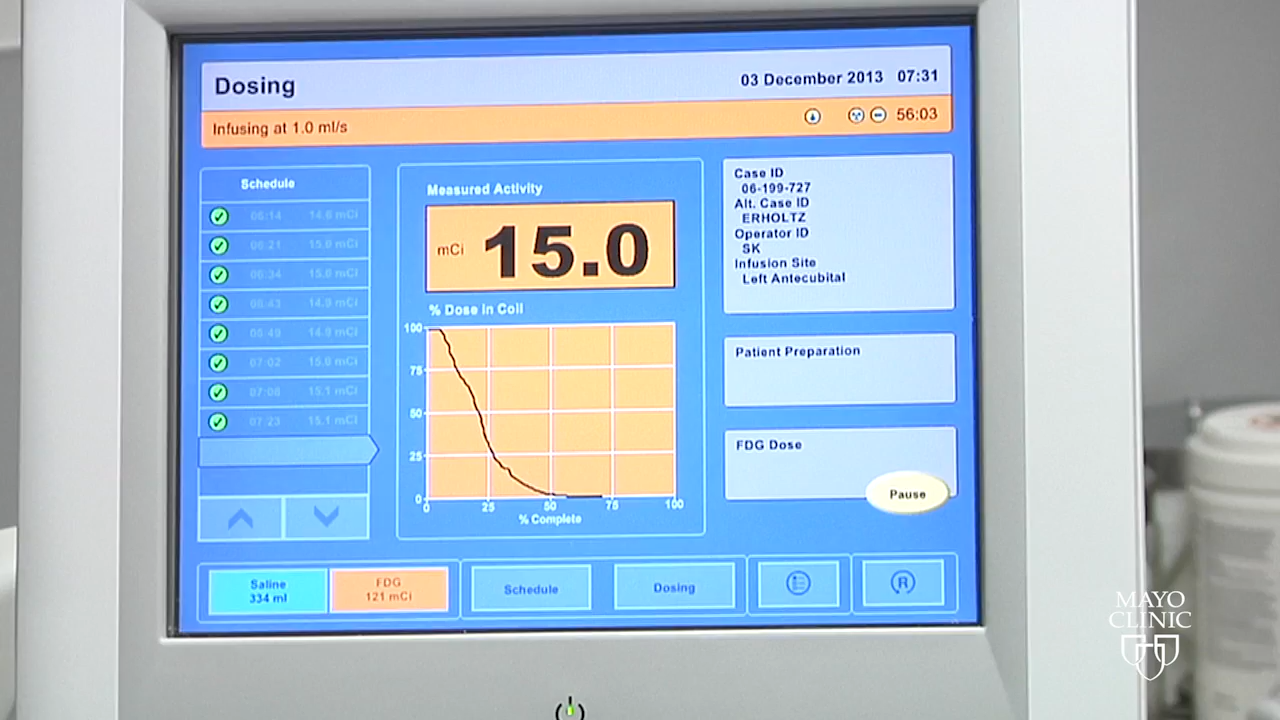 Dosing
03 December 2013 07:31
Infusing at 1.0 ml/s
56:03
Schedule
06:14 14.6 mCi
06:21 15.0 mCi
06:34 15.0 mCi
06:43 14.9 mCi
06:49 14.9 mCi
07:02 15.0 mCi
07:08 15.1 mCi
07:23 15.1 mCi
Measured Activity
mCi 15.0
% Dose in Coil
100
75
50
25
0
0 25 50 75 100
% Complete
Case ID
06-199-727
Alt. Case ID
ERHOLTZ
Operator ID
SK
Infusion Site
Left Antecubital
Patient Preparation
FDG Dose
Pause
Saline
334 ml
FDG
121 mCi
Schedule
Dosing
R
MAYO
CLINIC